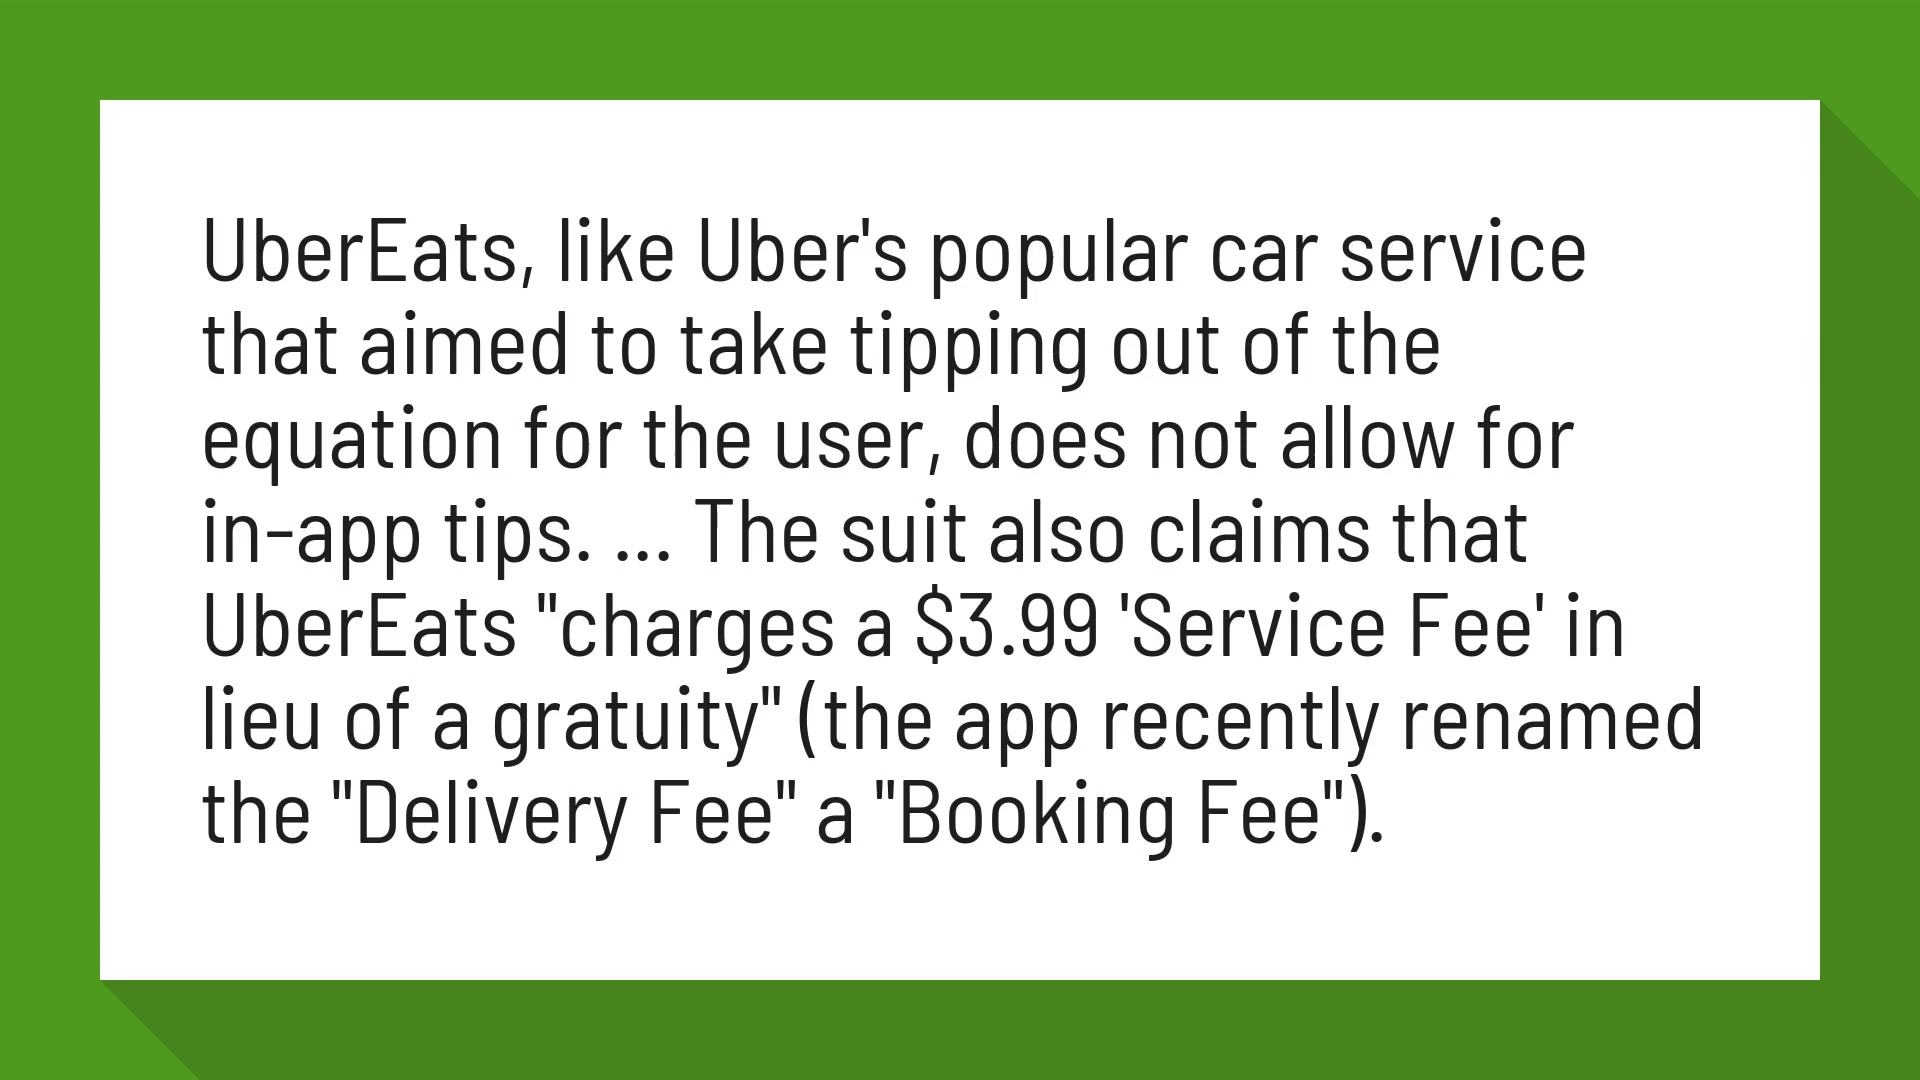 UberEats, like Uber's popular car service
that aimed to take tipping out of the
equation for the user, does not allow for
in-app tips. ... The suit also claims that
UberEats "charges a $3.99 'Service Fee' in
lieu of a gratuity" (the app recently renamed
the "Delivery Fee" a "Booking Fee").